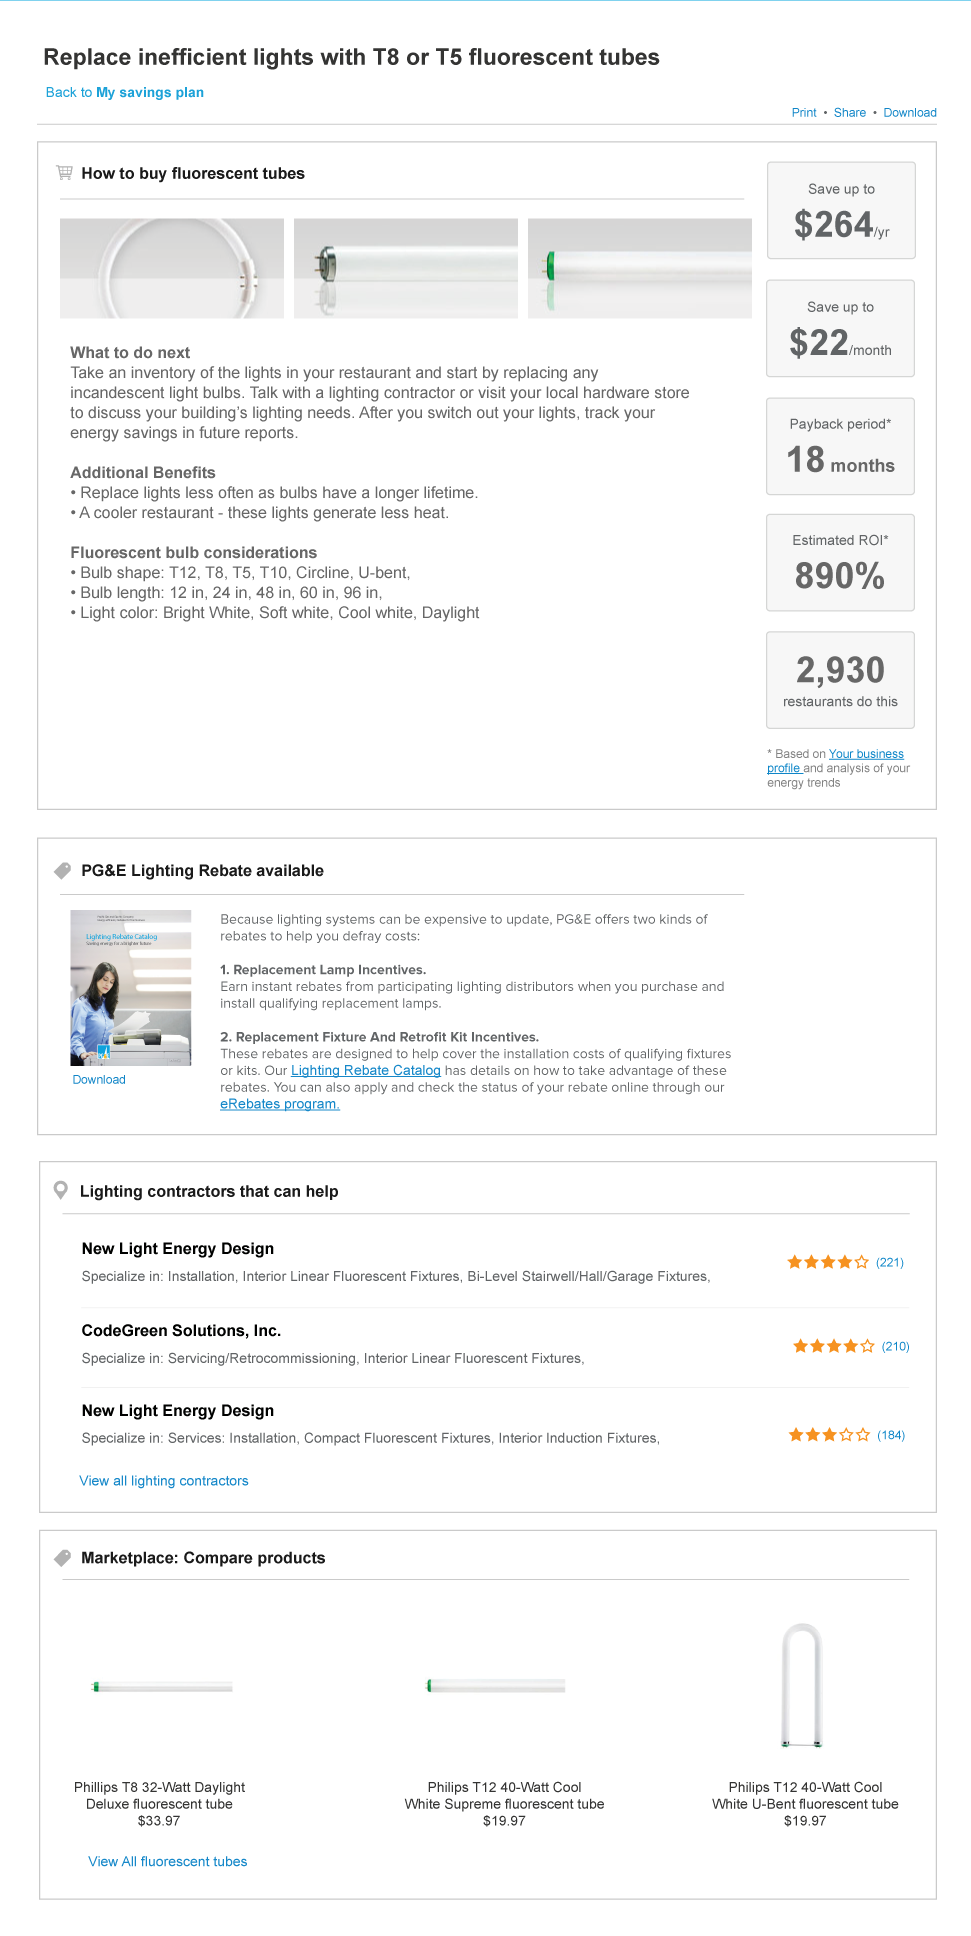 Replace inefficient lights with T8 or T5 fluorescent tubes
Back to My savings plan
Print • Share • Download
How to buy fluorescent tubes
What to do next
Take an inventory of the lights in your restaurant and start by replacing any
incandescent light bulbs. Talk with a lighting contractor or visit your local hardware store
to discuss your building’s lighting needs. After you switch out your lights, track your
energy savings in future reports.
Additional Benefits
• Replace lights less often as bulbs have a longer lifetime.
• A cooler restaurant - these lights generate less heat.
Fluorescent bulb considerations
• Bulb shape: T12, T8, T5, T10, Circline, U-bent,
• Bulb length: 12 in, 24 in, 48 in, 60 in, 96 in,
• Light color: Bright White, Soft white, Cool white, Daylight
Save up to
$264/yr
Save up to
$22/month
Payback period*
18 months
Estimated ROI*
890%
2,930
restaurants do this
* Based on Your business
profile and analysis of your
energy trends
PG&E Lighting Rebate available
Lighting Rebate Catalog
Saving energy for a brighter future
Download
Because lighting systems can be expensive to update, PG&E offers two kinds of
rebates to help you defray costs:
1. Replacement Lamp Incentives.
Earn instant rebates from participating lighting distributors when you purchase and
install qualifying replacement lamps.
2. Replacement Fixture And Retrofit Kit Incentives.
These rebates are designed to help cover the installation costs of qualifying fixtures
or kits. Our Lighting Rebate Catalog has details on how to take advantage of these
rebates. You can also apply and check the status of your rebate online through our
eRebates program.
Lighting contractors that can help
New Light Energy Design
Specialize in: Installation, Interior Linear Fluorescent Fixtures, Bi-Level Stairwell/Hall/Garage Fixtures,
(221)
CodeGreen Solutions, Inc.
Specialize in: Servicing/Retrocommissioning, Interior Linear Fluorescent Fixtures,
(210)
New Light Energy Design
Specialize in: Services: Installation, Compact Fluorescent Fixtures, Interior Induction Fixtures,
(184)
View all lighting contractors
Marketplace: Compare products
Phillips T8 32-Watt Daylight
Deluxe fluorescent tube
$33.97
Philips T12 40-Watt Cool
White Supreme fluorescent tube
$19.97
Philips T12 40-Watt Cool
White U-Bent fluorescent tube
$19.97
View All fluorescent tubes